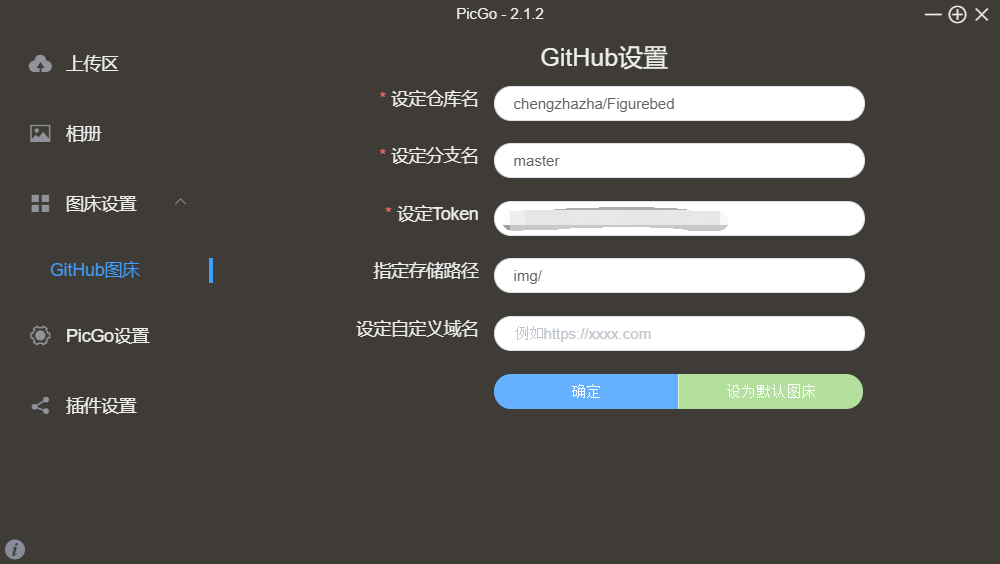 PicGo - 2.1.2
上传区
相册
图床设置
GitHub图床
PicGo设置
插件设置
GitHub设置
* 设定仓库名
chengzhazha/Figurebed
* 设定分支名
master
* 设定Token
指定存储路径
img/
设定自定义域名
例如https://xxxx.com
确定
设为默认图床